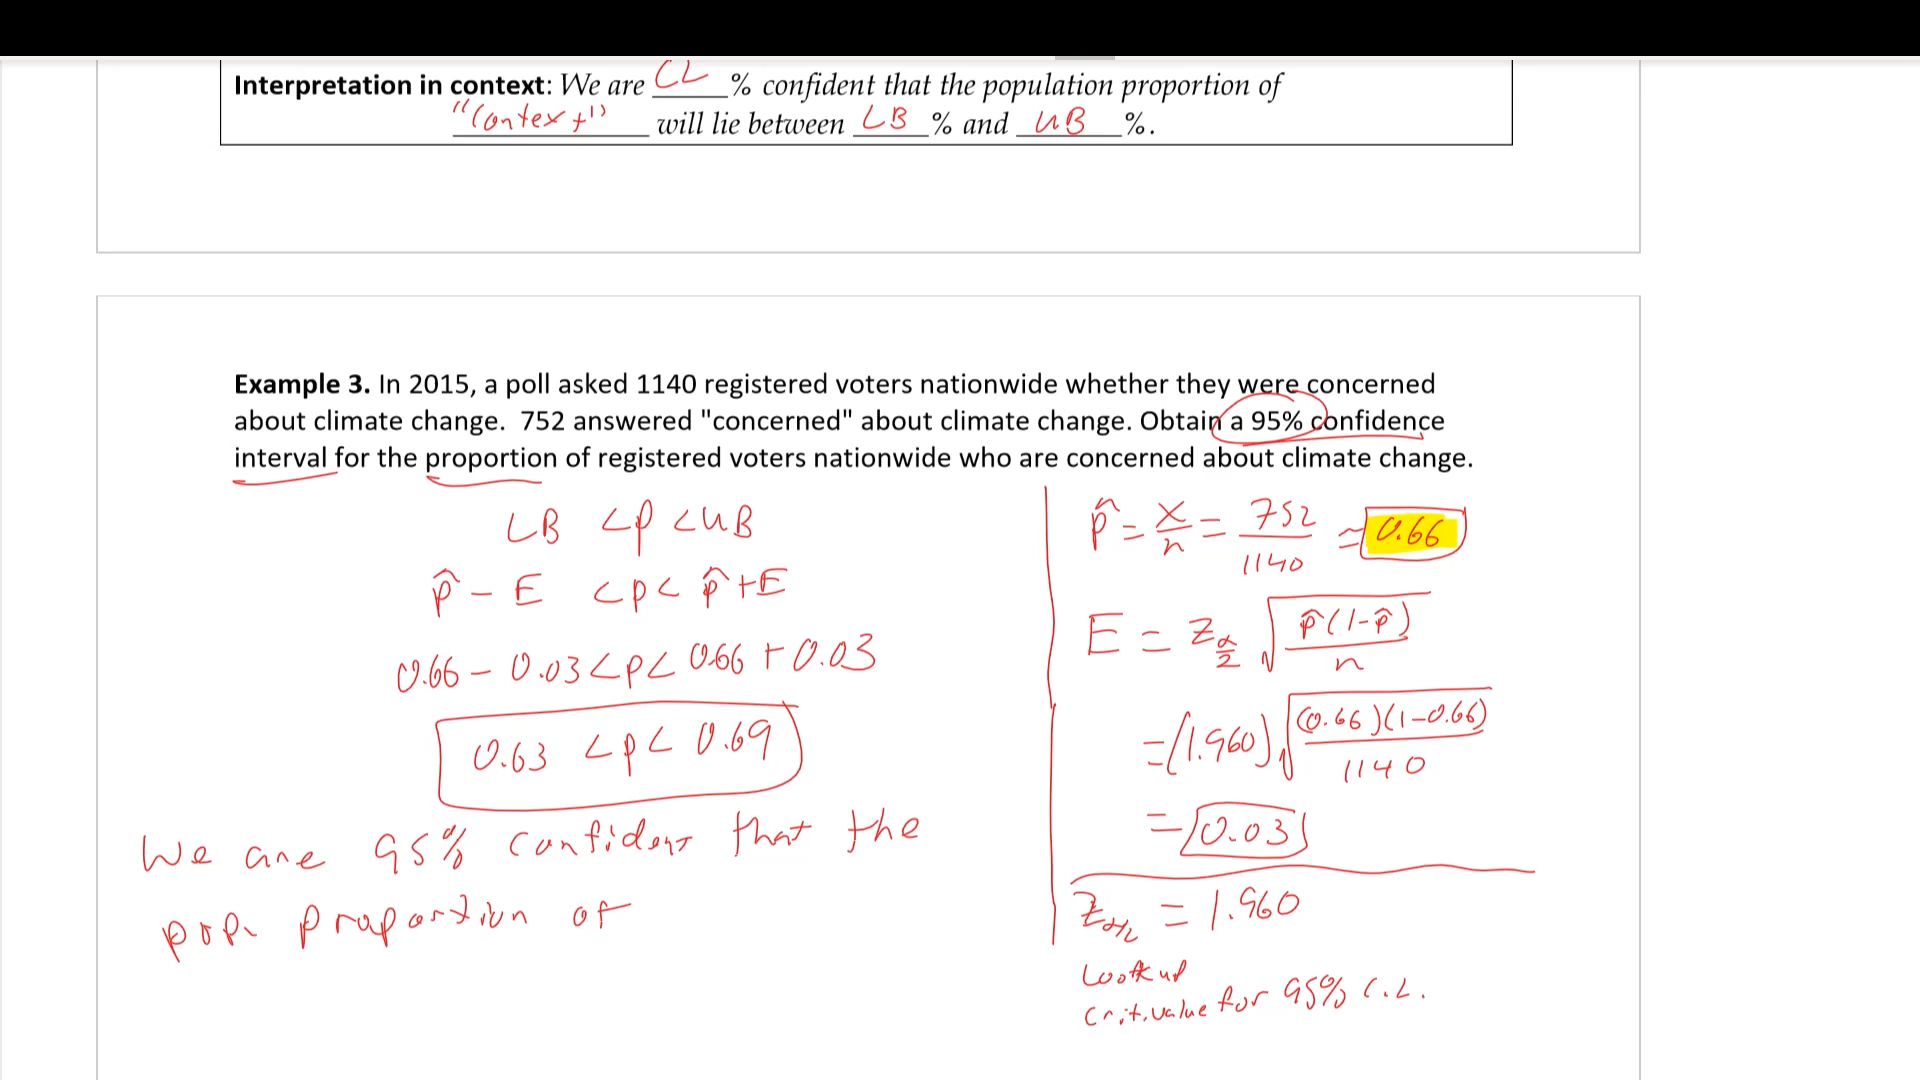 Interpretation in context: We are CL % confident that the population proportion of
"Context" will lie between LB % and UB %.
Example 3. In 2015, a poll asked 1140 registered voters nationwide whether they were concerned
about climate change. 752 answered "concerned" about climate change. Obtain a 95% confidence
interval for the proportion of registered voters nationwide who are concerned about climate change.
LB < p < UB
p̂ - E < p < p̂ + E
0.66 - 0.03 < p < 0.66 + 0.03
0.63 < p < 0.69
We are 95% confident that the
pop. proportion of
p̂ = x/n = 752/1140 ≈ 0.66
E = z_{α/2} √(p̂(1-p̂)/n)
= (1.960) √((0.66)(1-0.66)/1140)
= 0.03
z_{α/2} = 1.960
Look up
crit. value for 95% C.L.